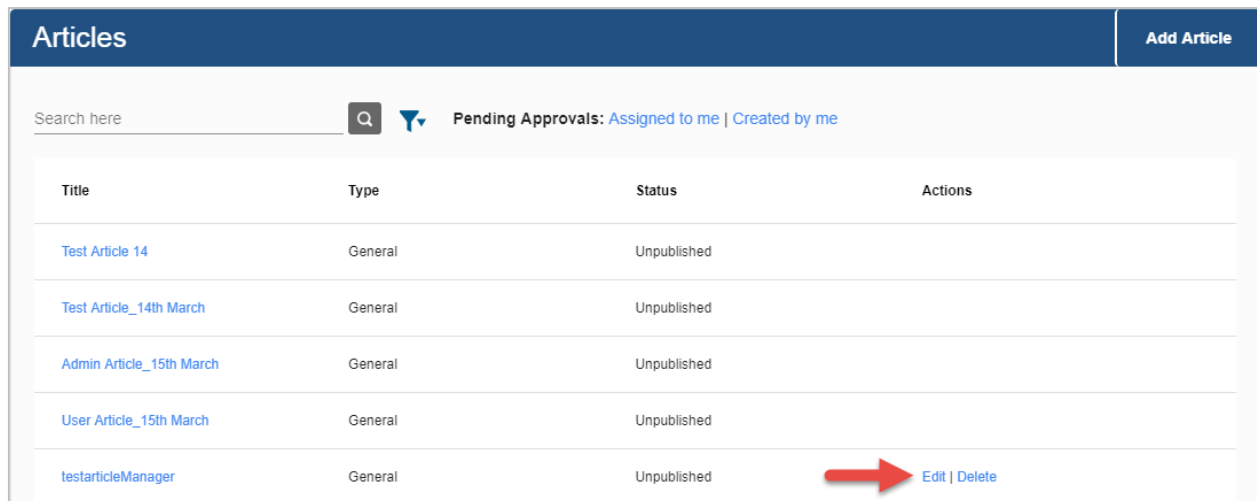 Articles
Add Article
Search here
Pending Approvals: Assigned to me | Created by me
Title Type Status Actions
Test Article 14 General Unpublished
Test Article_14th March General Unpublished
Admin Article_15th March General Unpublished
User Article_15th March General Unpublished
testarticleManager General Unpublished Edit | Delete